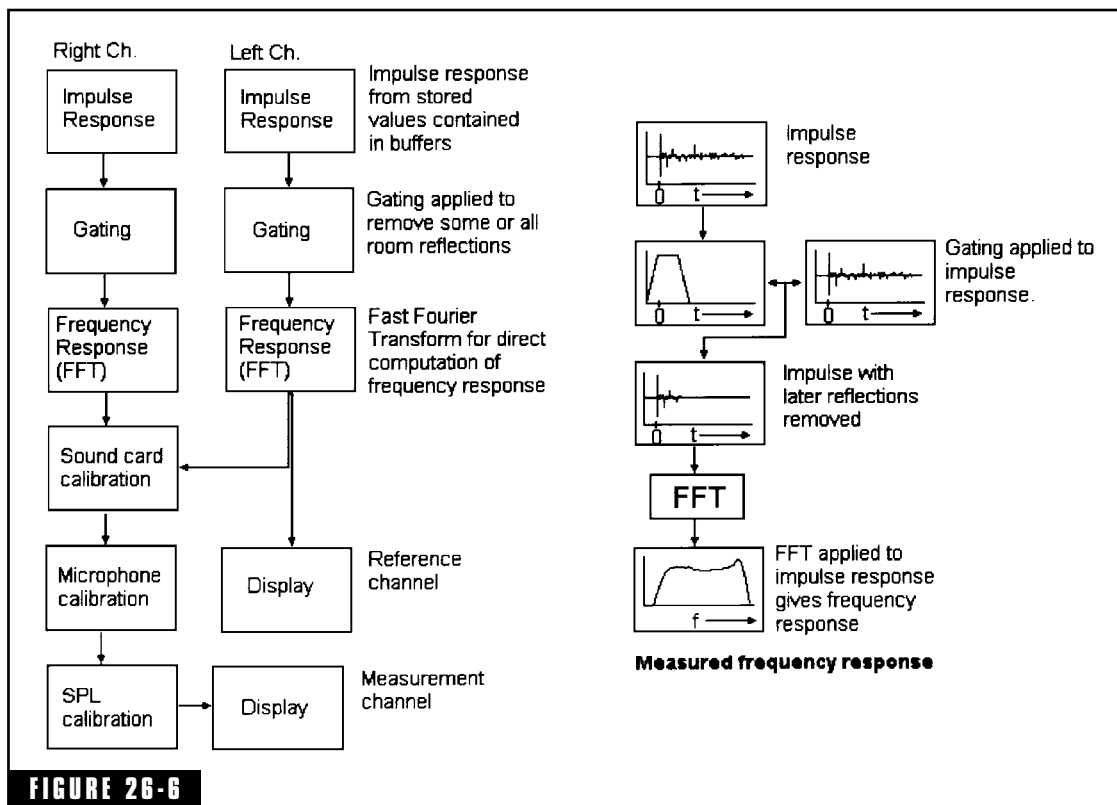 Right Ch.
Left Ch.
Impulse
Response
Impulse
Response
Impulse response
from stored
values contained
in buffers
Gating
Gating
Gating applied to
remove some or all
room reflections
Frequency
Response
(FFT)
Frequency
Response
(FFT)
Fast Fourier
Transform for direct
computation of
frequency response
Sound card
calibration
Microphone
calibration
Display
Reference
channel
SPL
calibration
Display
Measurement
channel
Impulse
response
0 t
0 t
0 t
Gating applied to
impulse
response.
Impulse with
later reflections
removed
0 t
FFT
f
FFT applied to
impulse response
gives frequency
response
Measured frequency response
FIGURE 26-6